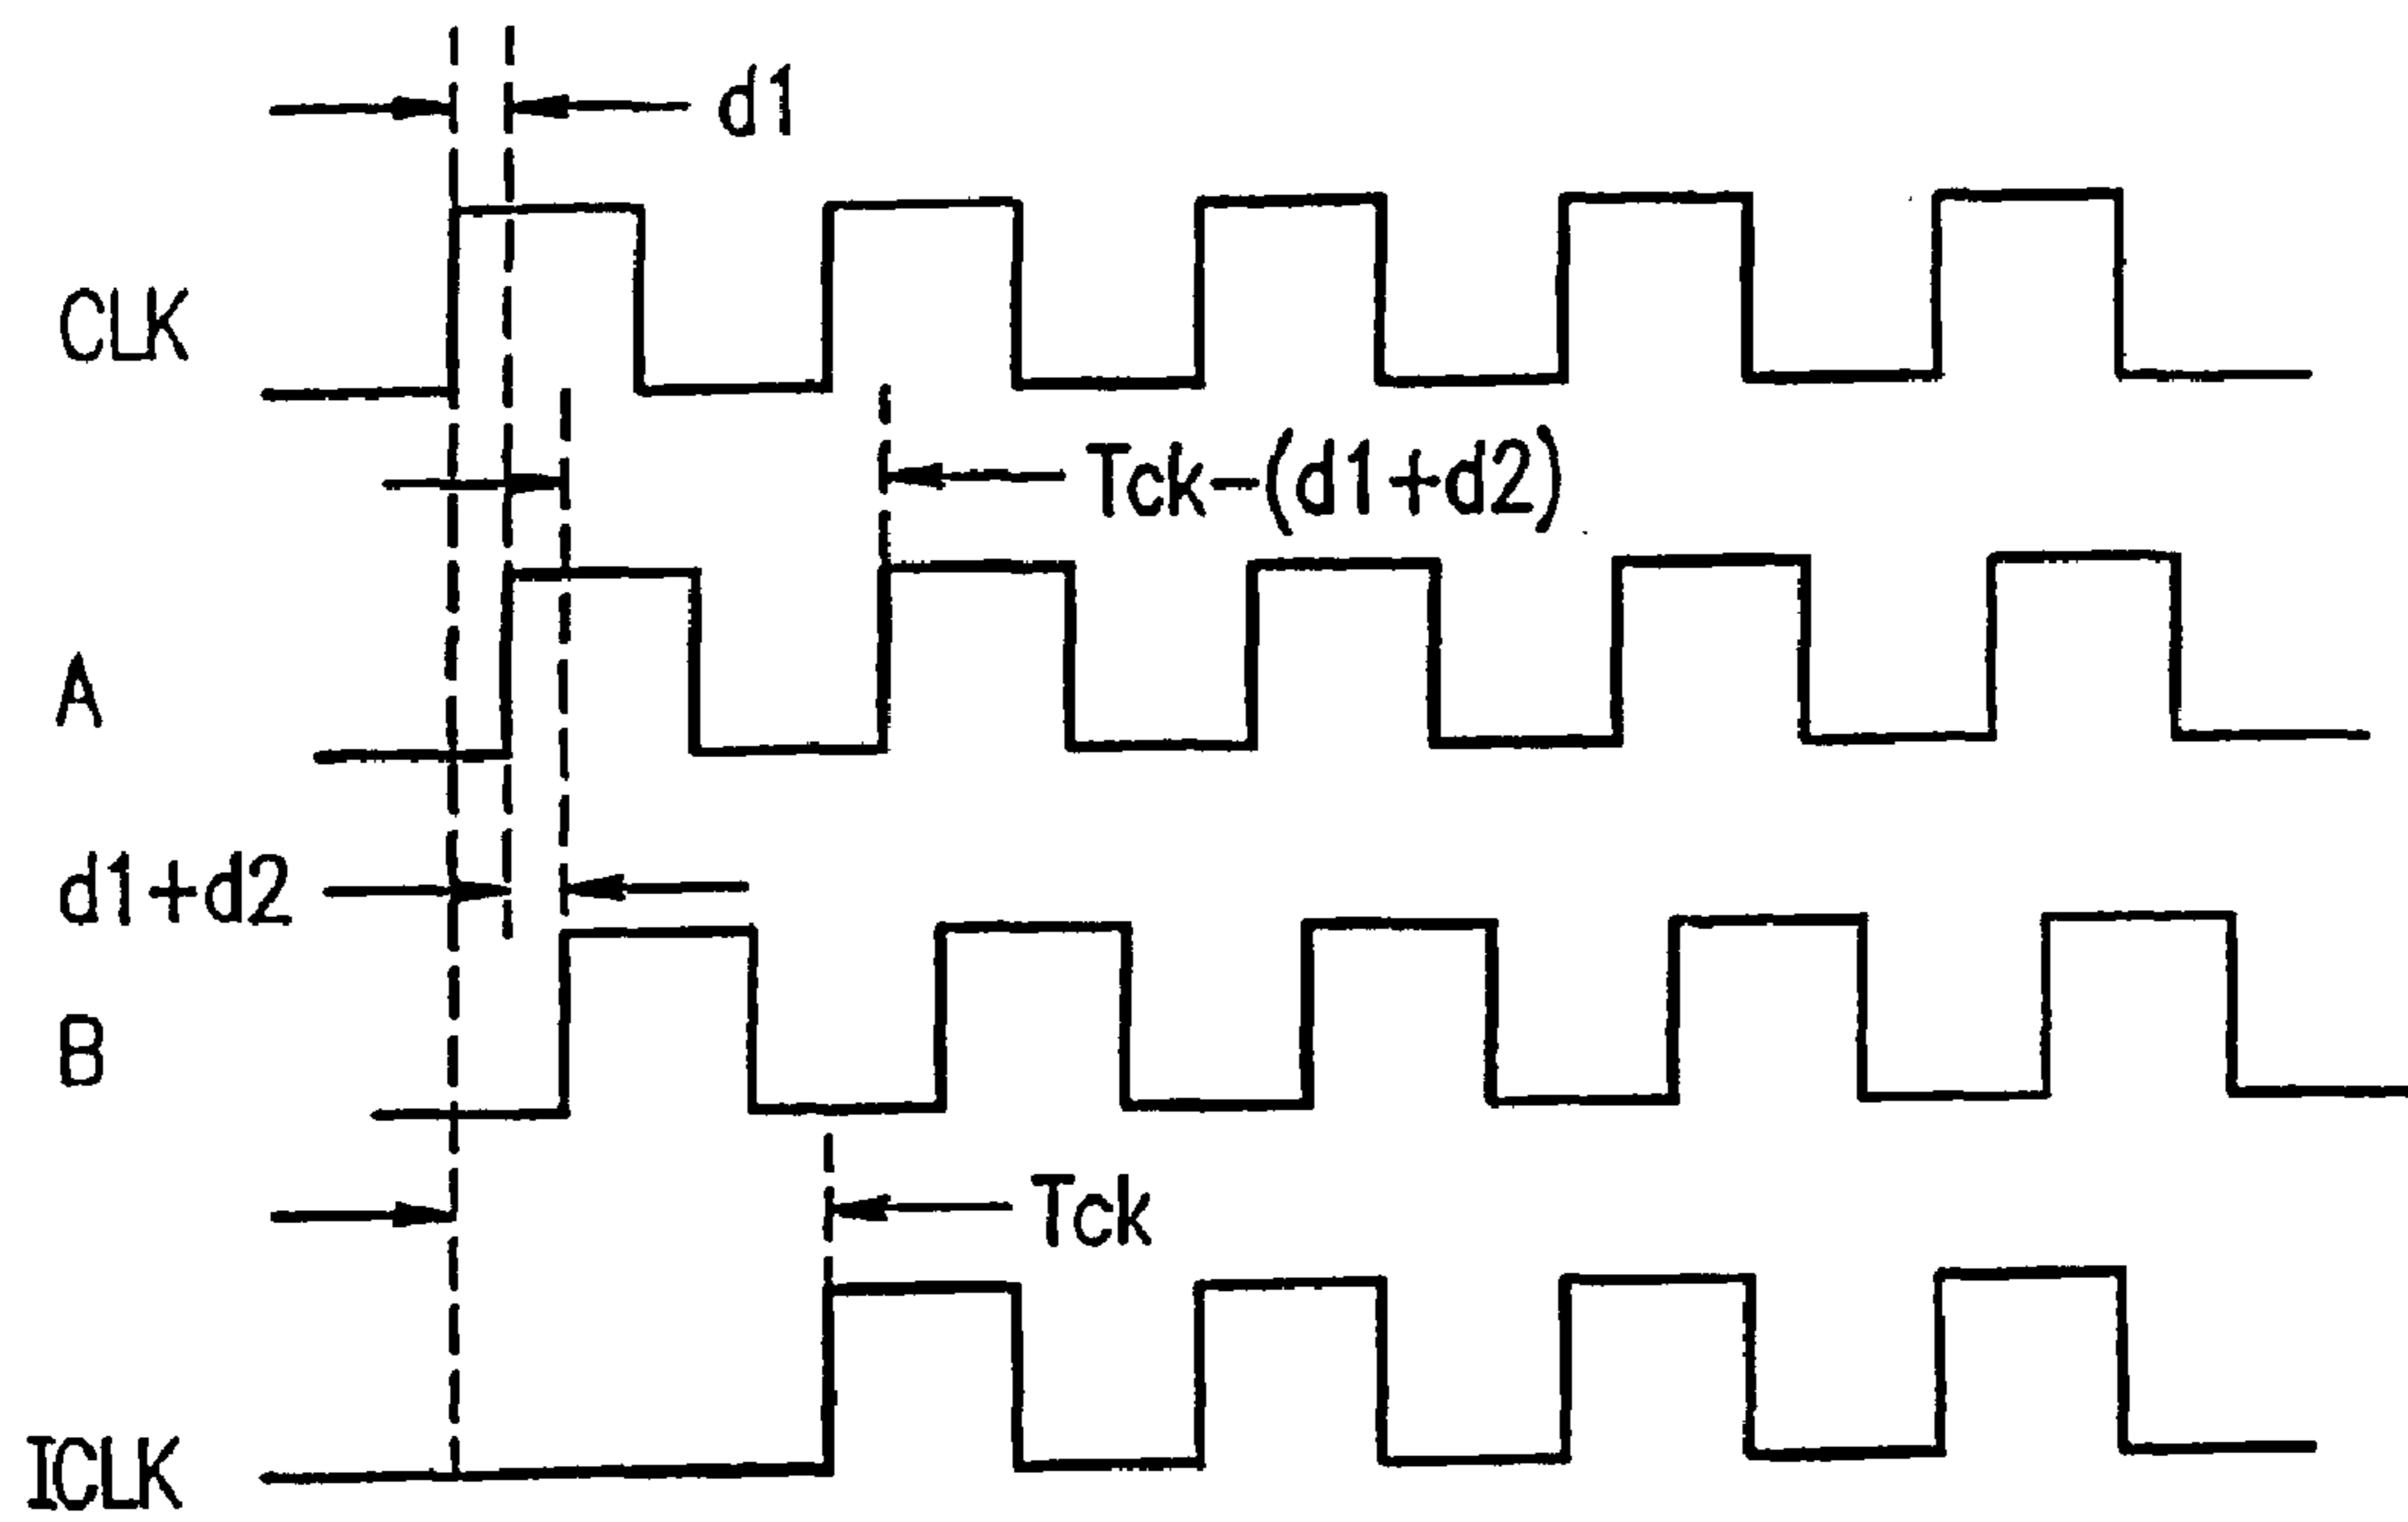 d1
CLK
Tck-(d1+d2)
A
d1+d2
B
Tck
ICLK